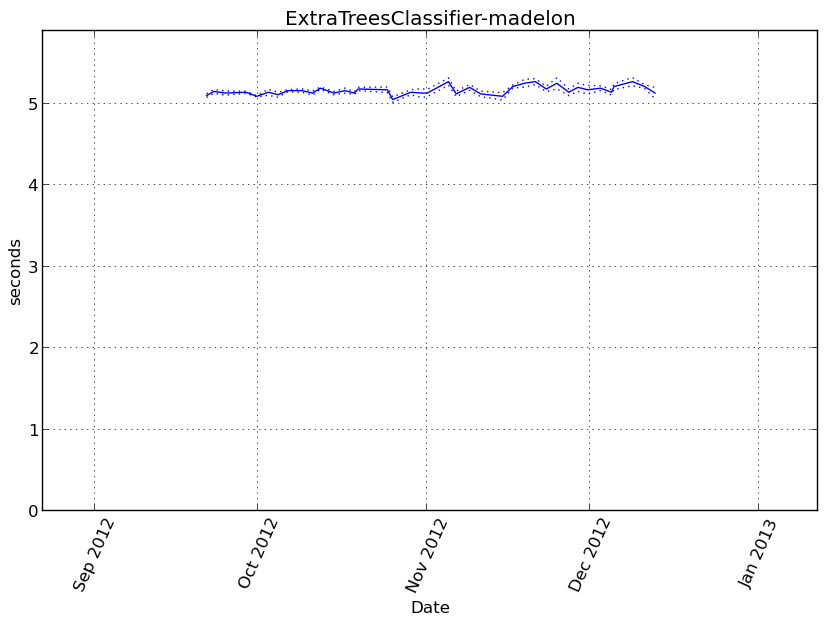 ExtraTreesClassifier-madelon
5
4
3
2
1
0
seconds
Sep 2012
Oct 2012
Nov 2012
Dec 2012
Jan 2013
Date